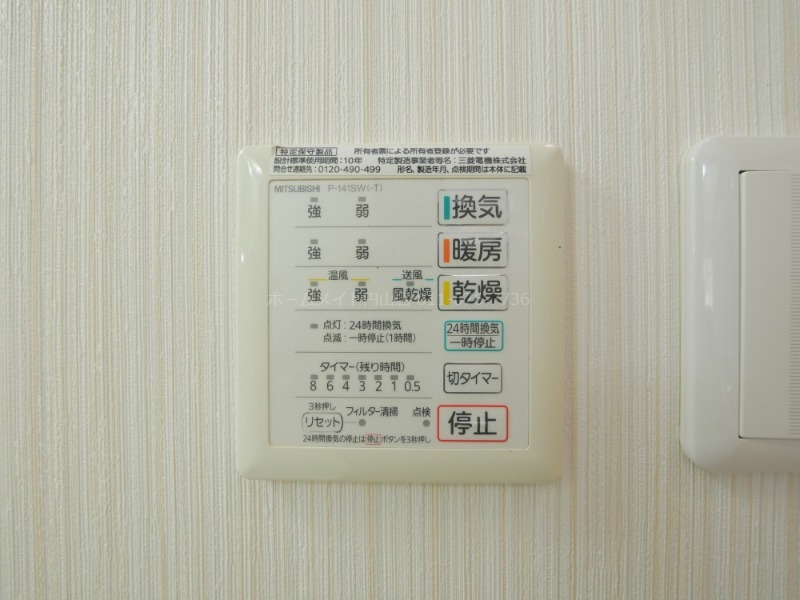 特定保守製品 所有者票による所有者登録が必要です
設計標準使用期間：10年 特定製造事業者等名：三菱電機株式会社
問合せ連絡先：0120-490-499 形名、製造年月、点検期間は本体に記載
MITSUBISHI P-141SW(-T)
強 弱 換気
強 弱 暖房
温風 送風
強 弱 風乾燥 乾燥
点灯：24時間換気
点滅：一時停止(1時間)
24時間換気
一時停止
タイマー(残り時間)
8 6 4 3 2 1 0.5
切タイマー
3秒押し
リセット フィルター清掃 点検
停止
24時間換気の停止は停止ボタンを3秒押し